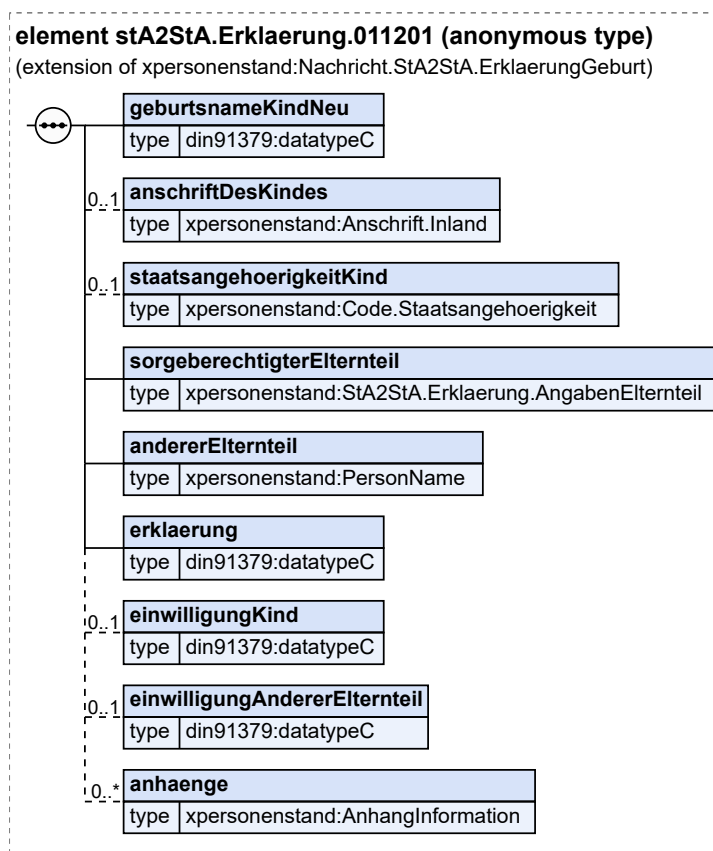 element stA2StA.Erklaerung.011201 (anonymous type)
(extension of xpersonenstand:Nachricht.StA2StA.ErklaerungGeburt)
geburtsnameKindNeu
type din91379:datatypeC
0..1 anschriftDesKindes
type xpersonenstand:Anschrift.Inland
0..1 staatsangehoerigkeitKind
type xpersonenstand:Code.Staatsangehoerigkeit
sorgeberechtigterElternteil
type xpersonenstand:StA2StA.Erklaerung.AngabenElternteil
andererElternteil
type xpersonenstand:PersonName
erklaerung
type din91379:datatypeC
0..1 einwilligungKind
type din91379:datatypeC
0..1 einwilligungAndererElternteil
type din91379:datatypeC
0..* anhaenge
type xpersonenstand:AnhangInformation